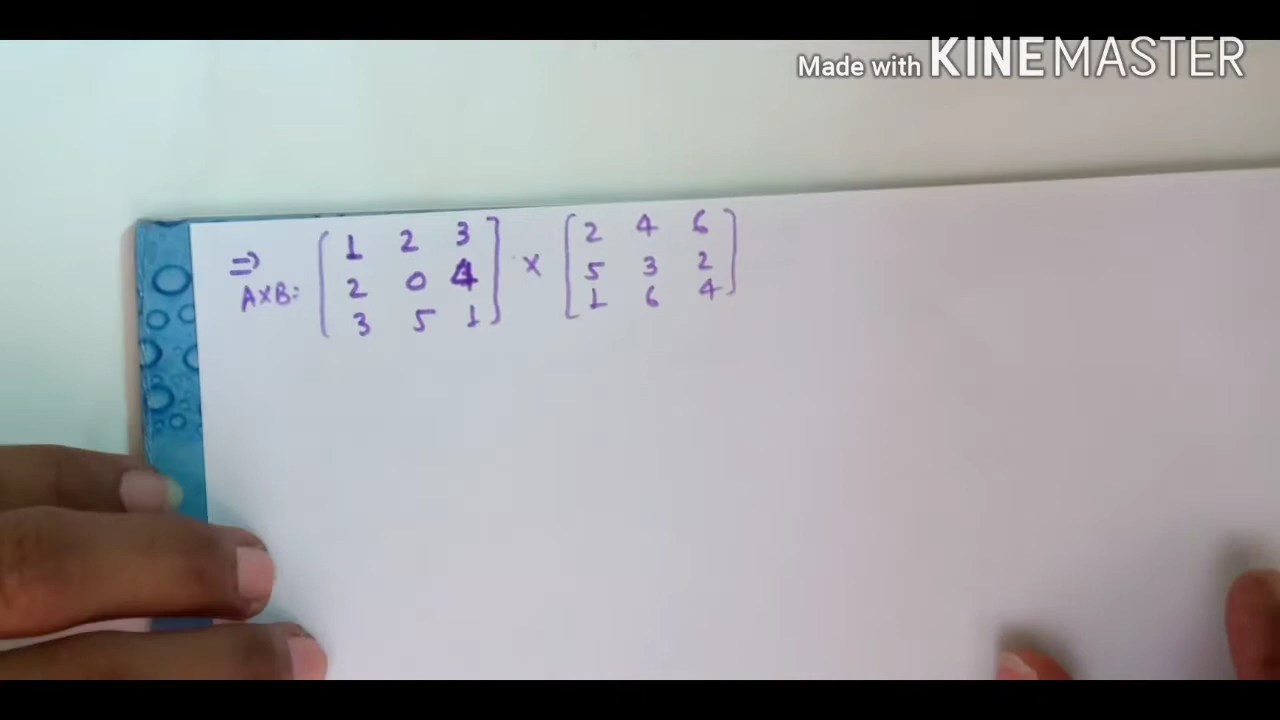 Made with KINEMASTER
⇒ [ 1 2 3 ] × [ 2 4 6 ]
A×B= [ 2 0 4 ] [ 5 3 2 ]
[ 3 5 1 ] [ 1 6 4 ]